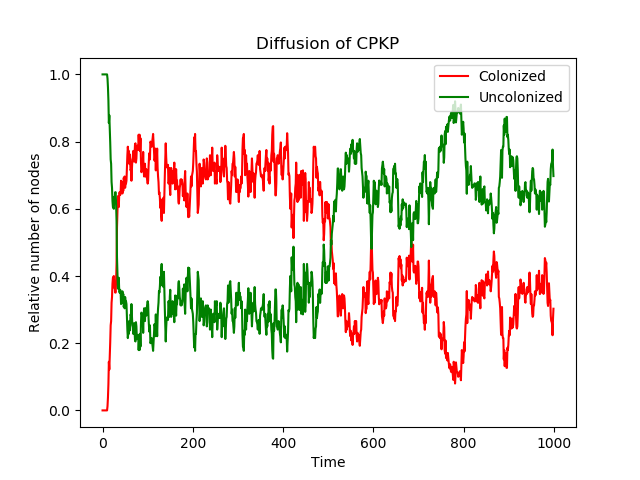 Diffusion of CPKP
Colonized
Uncolonized
1.0
0.8
0.6
0.4
0.2
0.0
Relative number of nodes
0 200 400 600 800 1000
Time